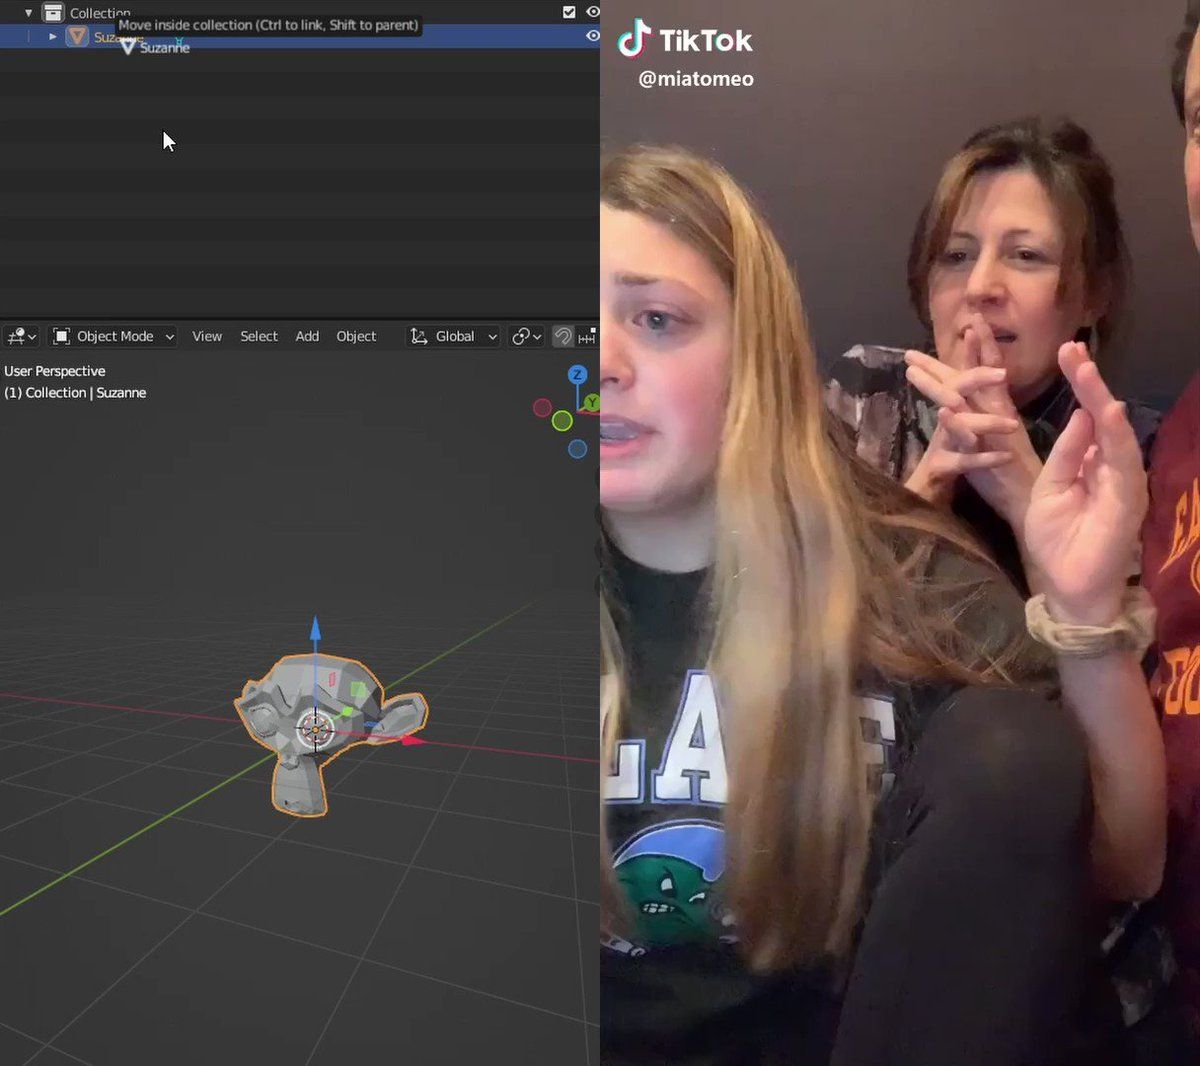 Collection
Move inside collection (Ctrl to link, Shift to parent)
Suzanne
Object Mode
View
Select
Add
Object
Global
User Perspective
(1) Collection | Suzanne
Z
Y
TikTok
@miatomeo
LA E